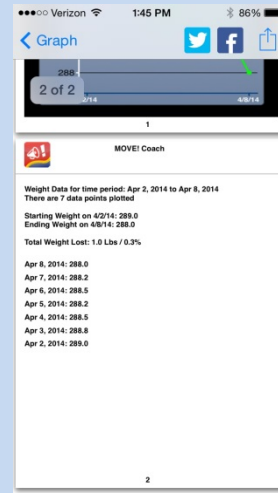 ●●●○○ Verizon 1:45 PM 86%
Graph
288
2 of 2
2/14 4/8/14
1
MOVE! Coach
Weight Data for time period: Apr 2, 2014 to Apr 8, 2014
There are 7 data points plotted
Starting Weight on 4/2/14: 289.0
Ending Weight on 4/8/14: 288.0
Total Weight Lost: 1.0 Lbs / 0.3%
Apr 8, 2014: 288.0
Apr 7, 2014: 288.2
Apr 6, 2014: 288.5
Apr 5, 2014: 288.2
Apr 4, 2014: 288.5
Apr 3, 2014: 288.8
Apr 2, 2014: 289.0
2